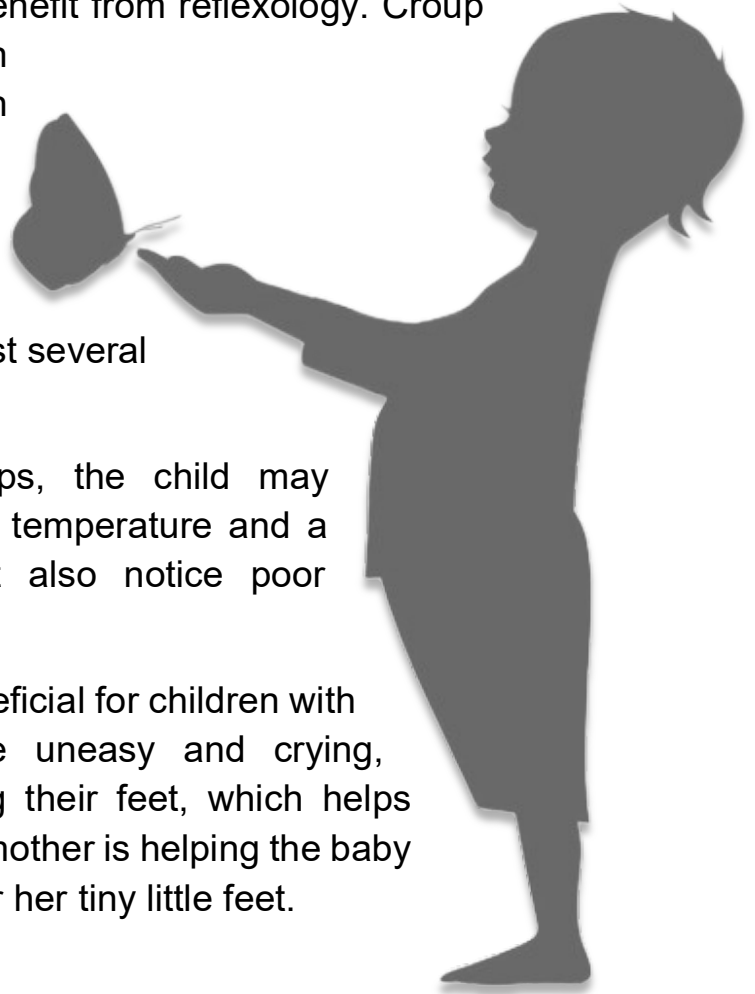 enefit from reflexology. Croup
st several
ps, the child may
temperature and a
also notice poor
eficial for children with
e uneasy and crying,
g their feet, which helps
mother is helping the baby
r her tiny little feet.